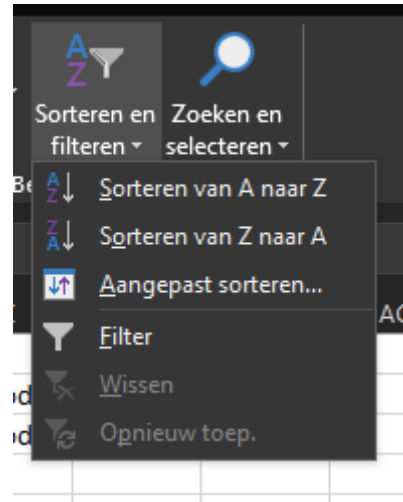 Sorteren en
filteren
Zoeken en
selecteren
Sorteren van A naar Z
Sorteren van Z naar A
Aangepast sorteren...
Filter
Wissen
Opnieuw toep.